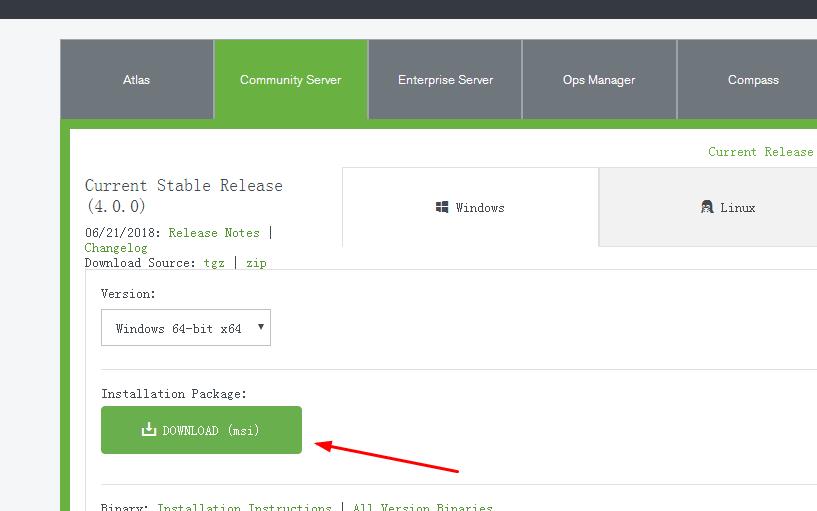 Atlas
Community Server
Enterprise Server
Ops Manager
Compass
Current Release
Current Stable Release
(4.0.0)
06/21/2018: Release Notes |
Changelog
Download Source: tgz | zip
Windows
Linux
Version:
Windows 64-bit x64
Installation Package:
DOWNLOAD (msi)
Binary: Installation Instructions | All Version Binaries